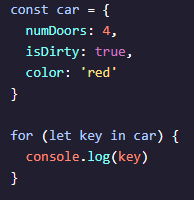 const car = {
  numDoors: 4,
  isDirty: true,
  color: 'red'
}

for (let key in car) {
  console.log(key)
}